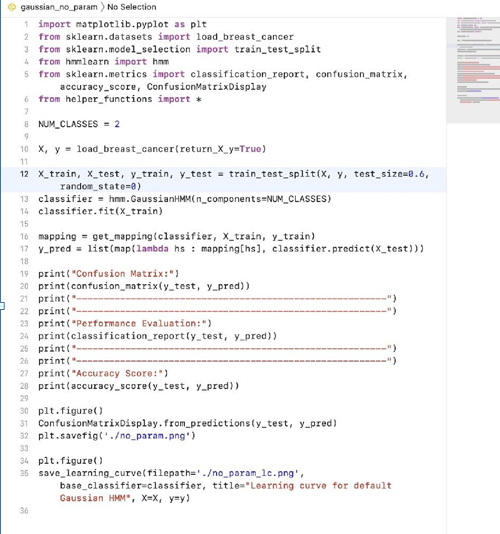 gaussian_no_param > No Selection
1 import matplotlib.pyplot as plt
2 from sklearn.datasets import load_breast_cancer
3 from sklearn.model_selection import train_test_split
4 from hmmlearn import hmm
5 from sklearn.metrics import classification_report, confusion_matrix,
accuracy_score, ConfusionMatrixDisplay
6 from helper_functions import *
7
8 NUM_CLASSES = 2
9
10 X, y = load_breast_cancer(return_X_y=True)
11
12 X_train, X_test, y_train, y_test = train_test_split(X, y, test_size=0.6,
random_state=0)
13 classifier = hmm.GaussianHMM(n_components=NUM_CLASSES)
14 classifier.fit(X_train)
15
16 mapping = get_mapping(classifier, X_train, y_train)
17 y_pred = list(map(lambda hs : mapping[hs], classifier.predict(X_test)))
18
19 print("Confusion Matrix:")
20 print(confusion_matrix(y_test, y_pred))
21 print("----------------------------------------------------")
22 print("----------------------------------------------------")
23 print("Performance Evaluation:")
24 print(classification_report(y_test, y_pred))
25 print("----------------------------------------------------")
26 print("----------------------------------------------------")
27 print("Accuracy Score:")
28 print(accuracy_score(y_test, y_pred))
29
30 plt.figure()
31 ConfusionMatrixDisplay.from_predictions(y_test, y_pred)
32 plt.savefig('./no_param.png')
33
34 plt.figure()
35 save_learning_curve(filepath='./no_param_lc.png',
base_classifier=classifier, title="Learning curve for default
Gaussian HMM", X=X, y=y)
36